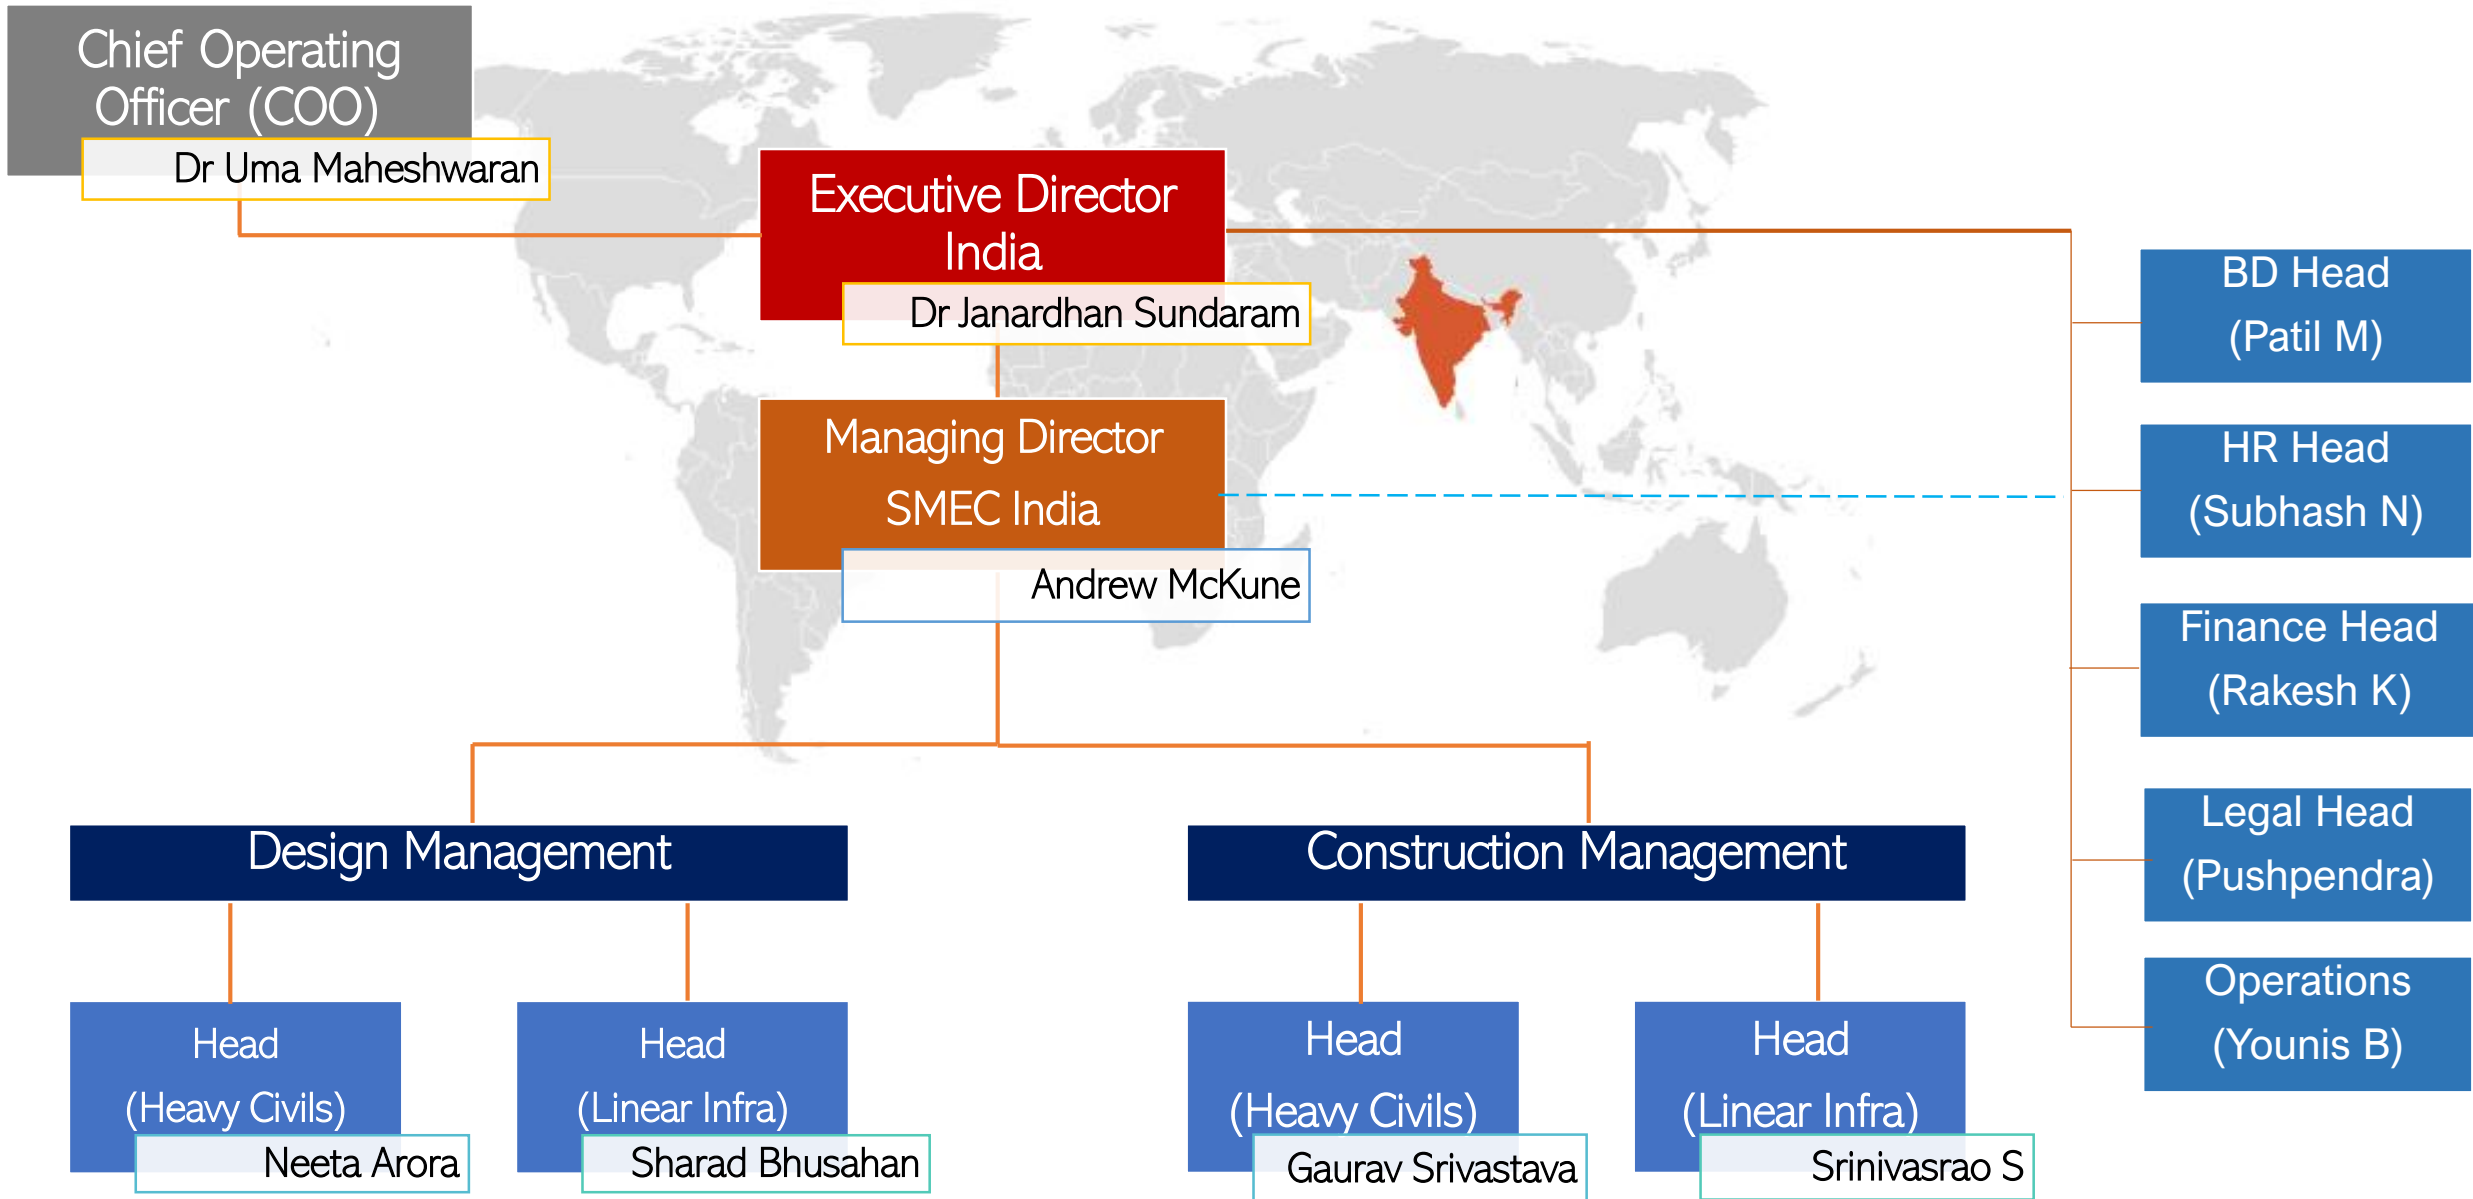 Chief Operating
Officer (COO)
Dr Uma Maheshwaran
Executive Director
India
Dr Janardhan Sundaram
Managing Director
SMEC India
Andrew McKune
BD Head
(Patil M)
HR Head
(Subhash N)
Finance Head
(Rakesh K)
Legal Head
(Pushpendra)
Operations
(Younis B)
Design Management
Head
(Heavy Civils)
Neeta Arora
Head
(Linear Infra)
Sharad Bhusahan
Construction Management
Head
(Heavy Civils)
Gaurav Srivastava
Head
(Linear Infra)
Srinivasrao S